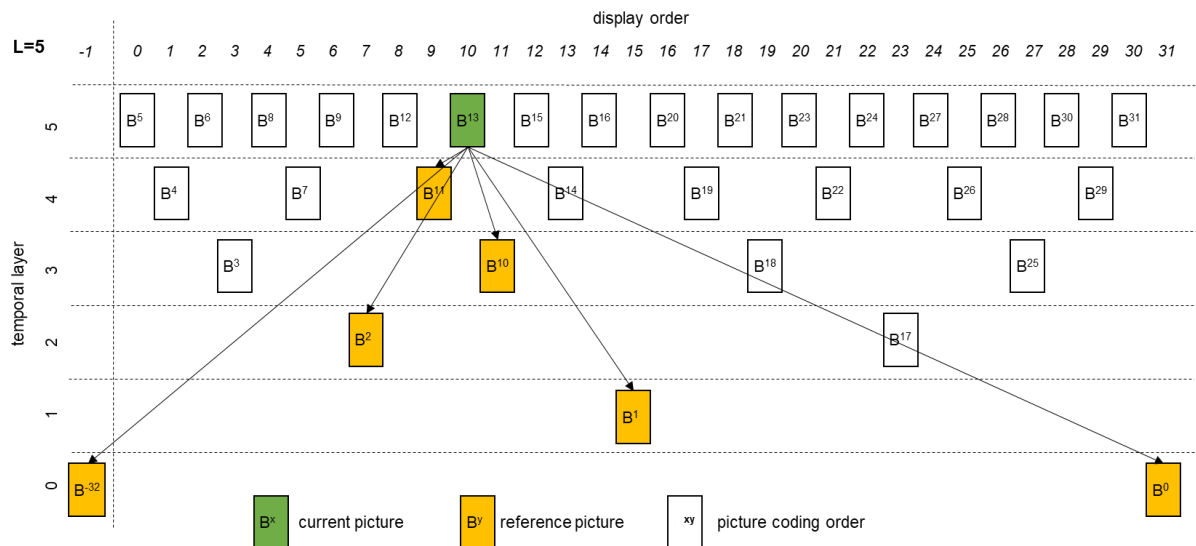 display order
L=5 -1 0 1 2 3 4 5 6 7 8 9 10 11 12 13 14 15 16 17 18 19 20 21 22 23 24 25 26 27 28 29 30 31
temporal layer
5 B⁵ B⁶ B⁸ B⁹ B¹² B¹³ B¹⁵ B¹⁶ B²⁰ B²¹ B²³ B²⁴ B²⁷ B²⁸ B³⁰ B³¹
4 B⁴ B⁷ B¹¹ B¹⁴ B¹⁹ B²² B²⁶ B²⁹
3 B³ B¹⁰ B¹⁸ B²⁵
2 B² B¹⁷
1 B¹
0 B⁻³² B⁰
Bˣ current picture Bʸ reference picture ˣʸ picture coding order